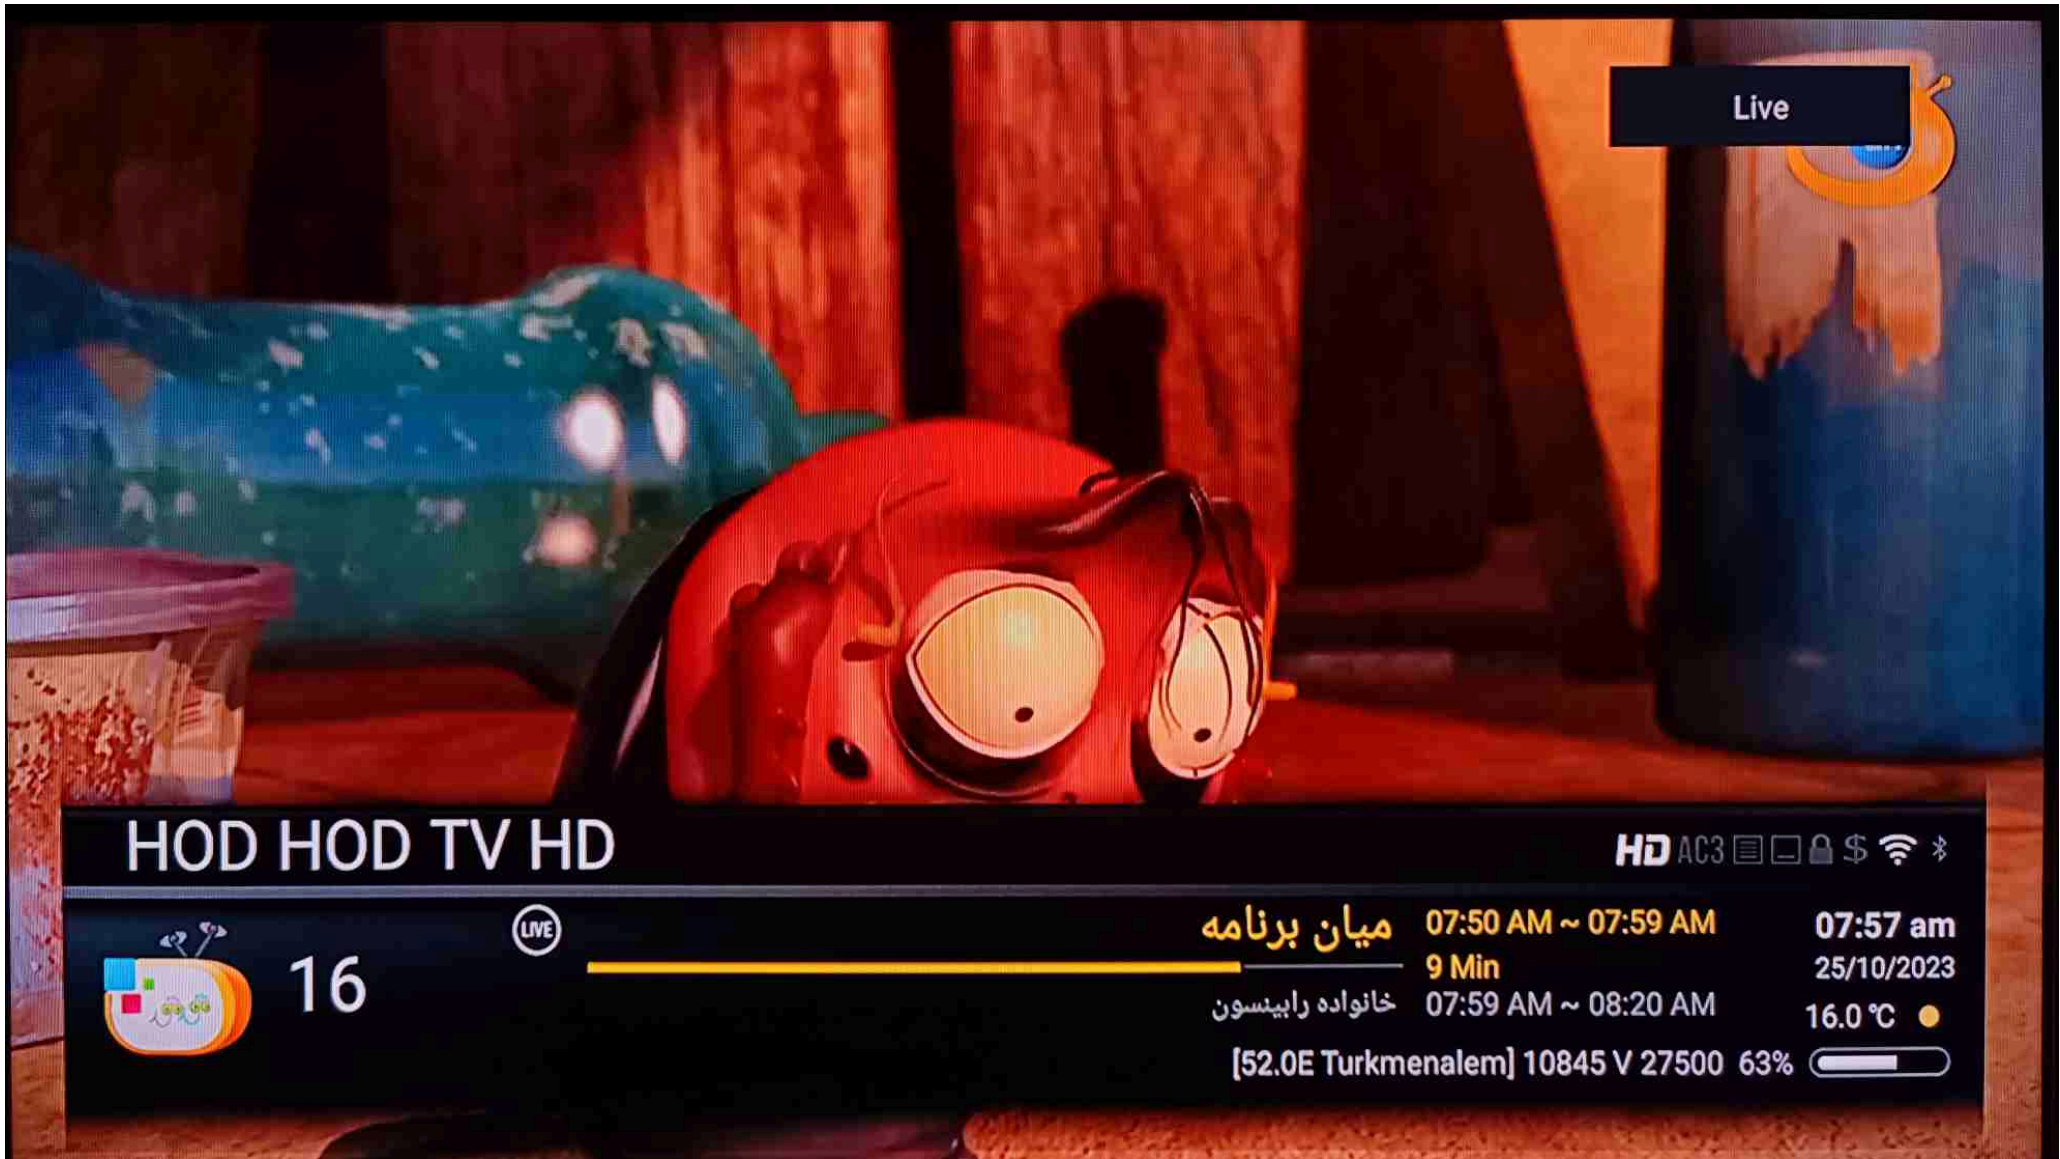 Live
HOD HOD TV HD
HD AC3 $
16
LIVE
میان برنامه 07:50 AM ~ 07:59 AM
9 Min
خانواده رابینسون 07:59 AM ~ 08:20 AM
07:57 am
25/10/2023
16.0 °C
[52.0E Turkmenalem] 10845 V 27500 63%